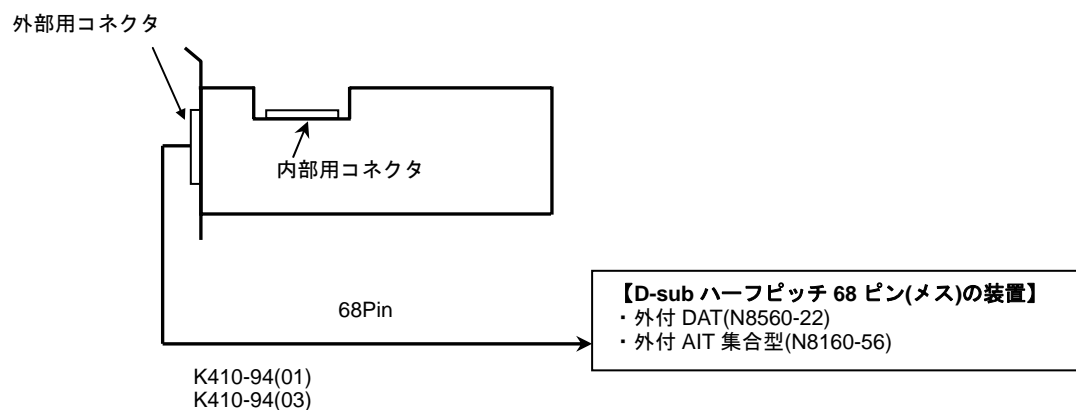 外部用コネクタ
内部用コネクタ
68Pin
【D-sub ハーフピッチ 68 ピン(メス)の装置】
・外付 DAT(N8560-22)
・外付 AIT 集合型(N8160-56)
K410-94(01)
K410-94(03)